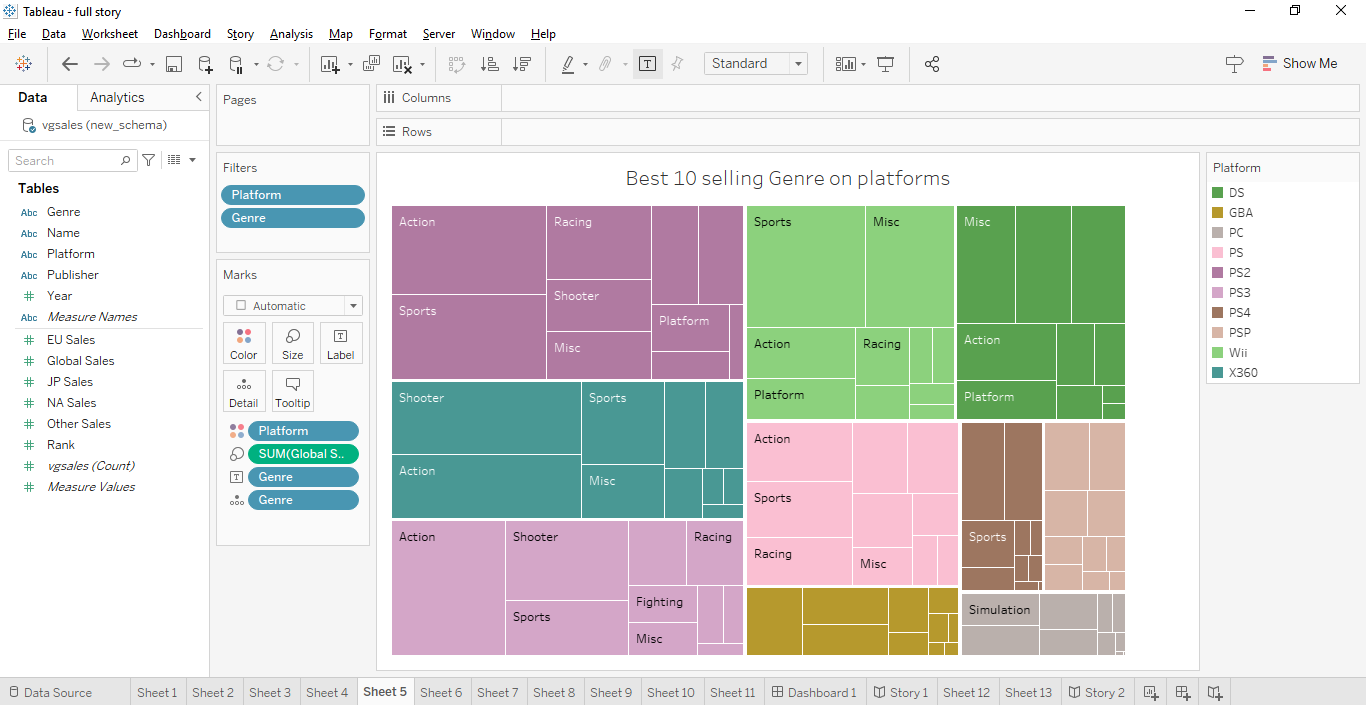 Tableau - full story
File Data Worksheet Dashboard Story Analysis Map Format Server Window Help
Standard
Show Me
Data Analytics
vgsales (new_schema)
Search
Tables
Abc Genre
Abc Name
Abc Platform
Abc Publisher
# Year
Abc Measure Names
# EU Sales
# Global Sales
# JP Sales
# NA Sales
# Other Sales
# Rank
# vgsales (Count)
# Measure Values
Pages
Filters
Platform
Genre
Marks
Automatic
Color Size Label
Detail Tooltip
Platform
SUM(Global S..
Genre
Genre
Columns
Rows
Best 10 selling Genre on platforms
Action
Racing
Sports
Shooter
Misc
Platform
Shooter
Sports
Action
Misc
Action
Shooter
Racing
Sports
Fighting
Misc
Sports
Misc
Action
Racing
Platform
Misc
Action
Platform
Action
Sports
Racing
Misc
Sports
Simulation
Platform
DS
GBA
PC
PS
PS2
PS3
PS4
PSP
Wii
X360
Data Source Sheet 1 Sheet 2 Sheet 3 Sheet 4 Sheet 5 Sheet 6 Sheet 7 Sheet 8 Sheet 9 Sheet 10 Sheet 11 Dashboard 1 Story 1 Sheet 12 Sheet 13 Story 2